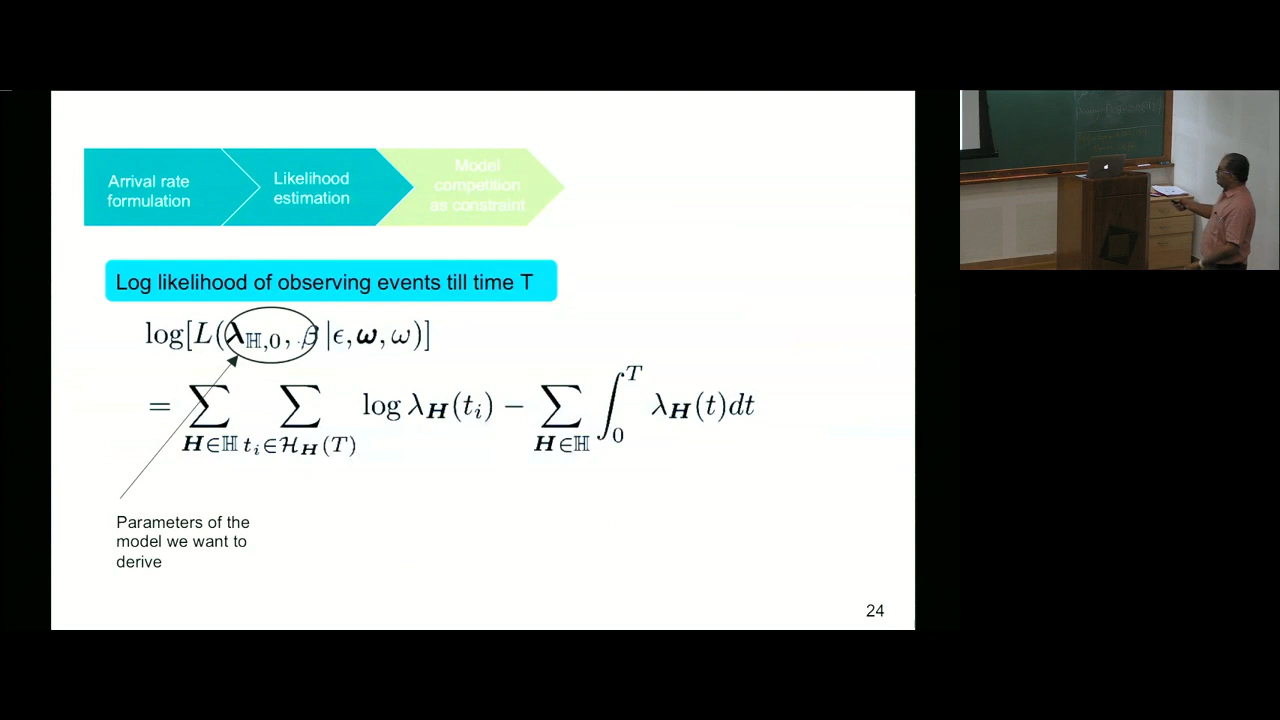 Arrival rate
formulation
Likelihood
estimation
Model
competition
as constraint
Log likelihood of observing events till time T
log[L(λ_{ℍ,0}, β |ϵ, ω, ω)]
= ∑_{H∈ℍ} ∑_{t_i∈ℋ_H(T)} log λ_H(t_i) − ∑_{H∈ℍ} ∫_0^T λ_H(t)dt
Parameters of the
model we want to
derive
24